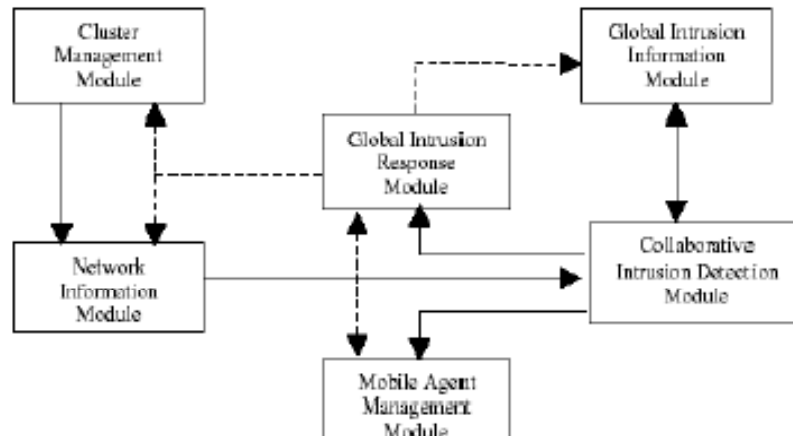 Cluster
Management
Module
Global Intrusion
Information
Module
Global Intrusion
Response
Module
Network
Information
Module
Collaborative
Intrusion Detection
Module
Mobile Agent
Management
Module